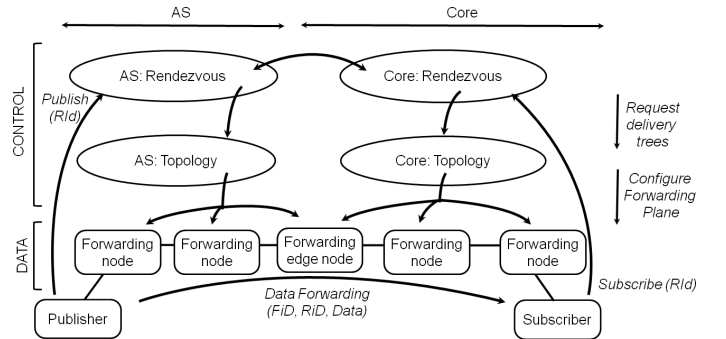 AS
Core
CONTROL
AS: Rendezvous
Core: Rendezvous
Publish
(RId)
Request
delivery
trees
AS: Topology
Core: Topology
Configure
Forwarding
Plane
DATA
Forwarding
node
Forwarding
node
Forwarding
edge node
Forwarding
node
Forwarding
node
Data Forwarding
(FiD, RiD, Data)
Subscribe (RId)
Publisher
Subscriber